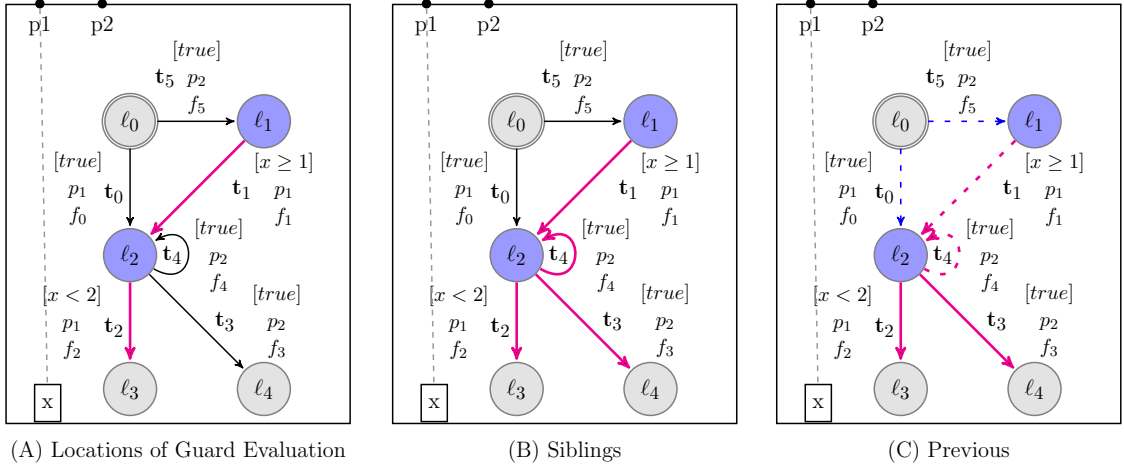 p1 p2
[true]
t5 p2
f5
ℓ0 ℓ1
[true] [x ≥ 1]
p1 t0 t1 p1
f0 f1
[true]
ℓ2 t4 p2
f4
[x < 2] [true]
p1 t2 t3 p2
f2 f3
ℓ3 ℓ4
x
(A) Locations of Guard Evaluation
p1 p2
[true]
t5 p2
f5
ℓ0 ℓ1
[true] [x ≥ 1]
p1 t0 t1 p1
f0 f1
[true]
ℓ2 t4 p2
f4
[x < 2] [true]
p1 t2 t3 p2
f2 f3
ℓ3 ℓ4
x
(B) Siblings
p1 p2
[true]
t5 p2
f5
ℓ0 ℓ1
[true] [x ≥ 1]
p1 t0 t1 p1
f0 f1
[true]
ℓ2 t4 p2
f4
[x < 2] [true]
p1 t2 t3 p2
f2 f3
ℓ3 ℓ4
x
(C) Previous